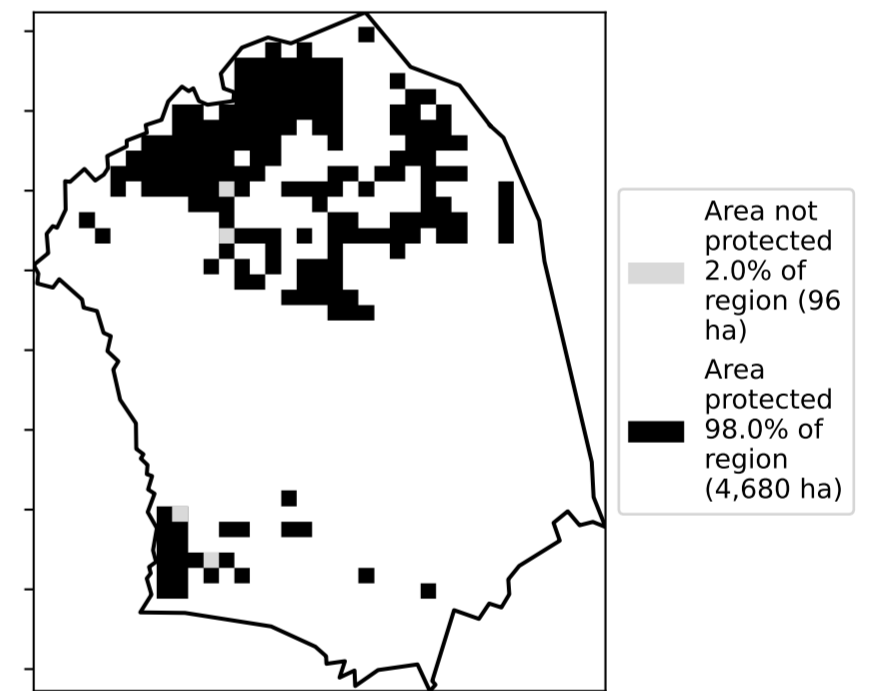 Area not
protected
2.0% of
region (96
ha)
Area
protected
98.0% of
region
(4,680 ha)